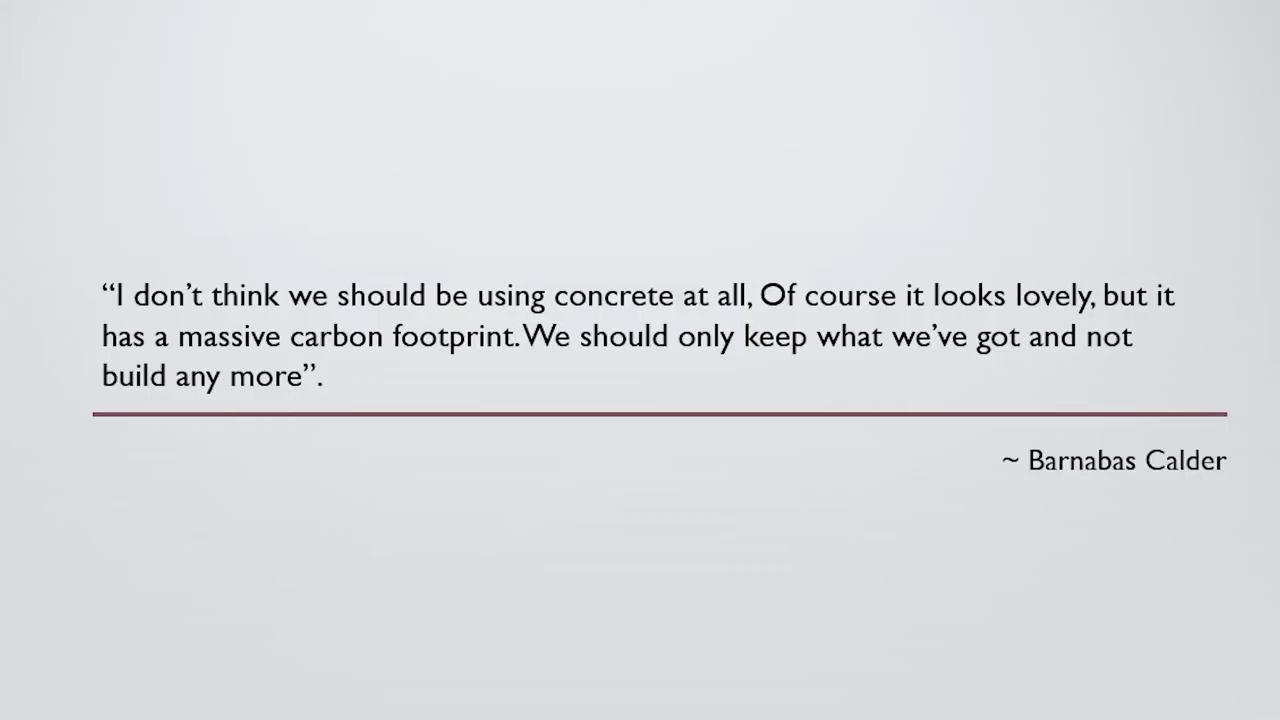 “I don’t think we should be using concrete at all, Of course it looks lovely, but it
has a massive carbon footprint. We should only keep what we’ve got and not
build any more”.
~ Barnabas Calder